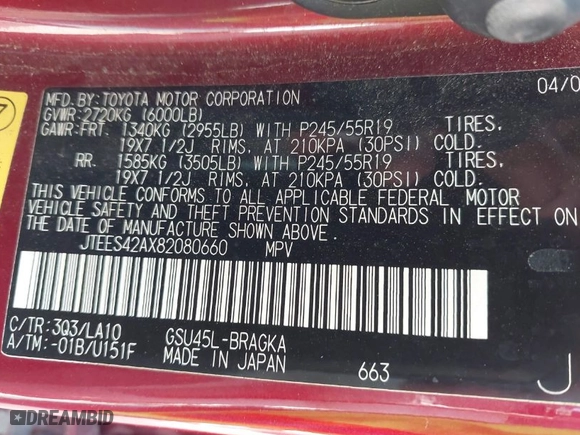 04/0
MFD.BY:TOYOTA MOTOR CORPORATION
GVWR:2720KG (6000LB)
GAWR:FRT. 1340KG (2955LB) WITH P245/55R19 TIRES,
19X7 1/2J RIMS, AT 210KPA (30PSI) COLD.
RR. 1585KG (3505LB) WITH P245/55R19 TIRES,
19X7 1/2J RIMS, AT 210KPA (30PSI) COLD.
THIS VEHICLE CONFORMS TO ALL APPLICABLE FEDERAL MOTOR
VEHICLE SAFETY AND THEFT PREVENTION STANDARDS IN EFFECT ON
THE DATE OF MANUFACTURE SHOWN ABOVE.
JTEES42AX82080660 MPV
C/TR:3Q3/LA10 GSU45L-BRAGKA
A/TM:-01B/U151F MADE IN JAPAN 663
J
7
DREAMBID